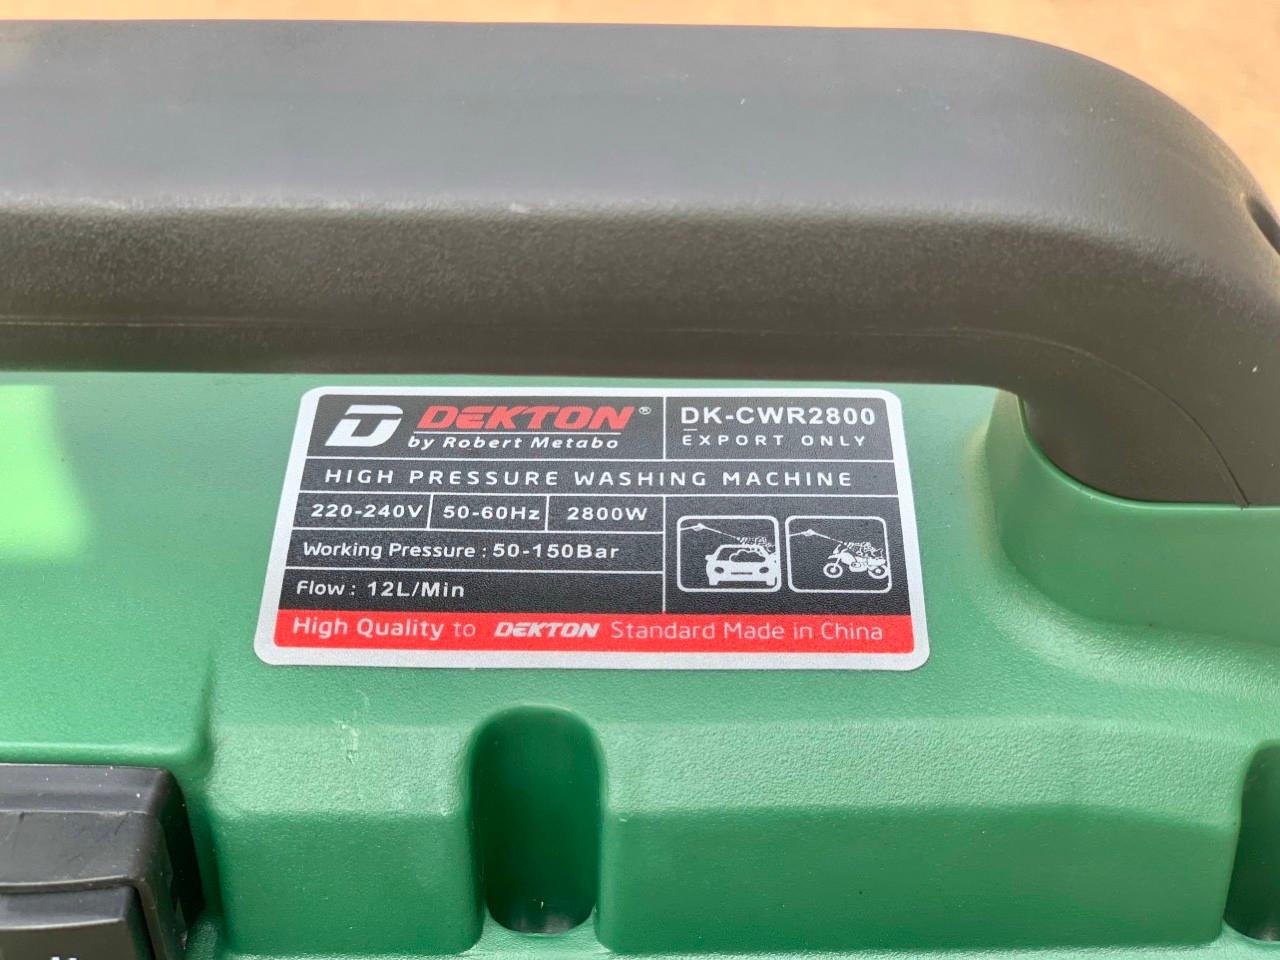 DEKTON®
by Robert Metabo
DK-CWR2800
EXPORT ONLY
HIGH PRESSURE WASHING MACHINE
220-240V 50-60Hz 2800W
Working Pressure : 50-150Bar
Flow : 12L/Min
High Quality to DEKTON Standard Made in China